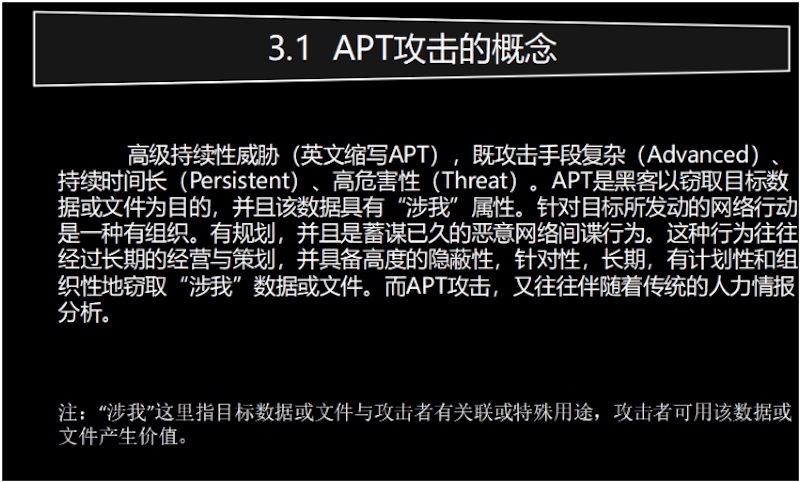 3.1 APT攻击的概念
高级持续性威胁（英文缩写APT），既攻击手段复杂（Advanced）、
持续时间长（Persistent）、高危害性（Threat）。APT是黑客以窃取目标数
据或文件为目的，并且该数据具有“涉我”属性。针对目标所发动的网络行动
是一种有组织。有规划，并且是蓄谋已久的恶意网络间谍行为。这种行为往往
经过长期的经营与策划，并具备高度的隐蔽性，针对性，长期，有计划性和组
织性地窃取“涉我”数据或文件。而APT攻击，又往往伴随着传统的人力情报
分析。
注：“涉我”这里指目标数据或文件与攻击者有关联或特殊用途，攻击者可用该数据或
文件产生价值。